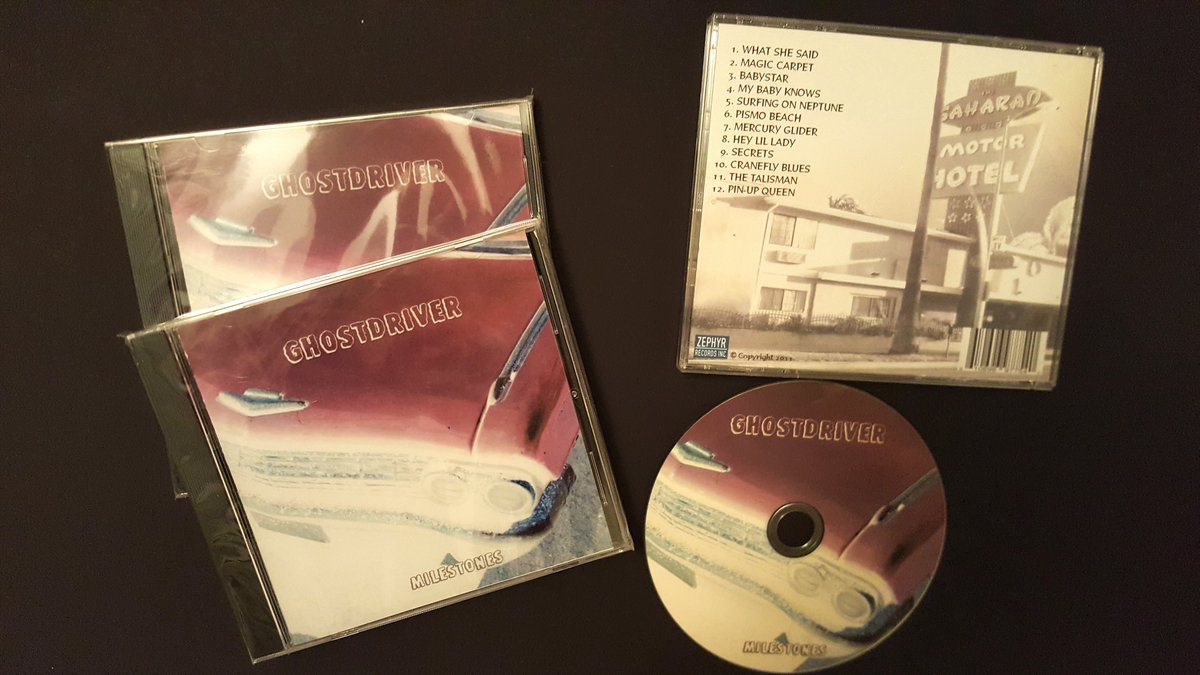 GHOSTDRIVER
GHOSTDRIVER
MILESTONES
1. WHAT SHE SAID
2. MAGIC CARPET
3. BABYSTAR
4. MY BABY KNOWS
5. SURFING ON NEPTUNE
6. PISMO BEACH
7. MERCURY GLIDER
8. HEY LIL LADY
9. SECRETS
10. CRANEFLY BLUES
11. THE TALISMAN
12. PIN-UP QUEEN
SAHARAN
MOTOR
HOTEL
ZEPHYR
RECORDS INC
© Copyright
GHOSTDRIVER
MILESTONES